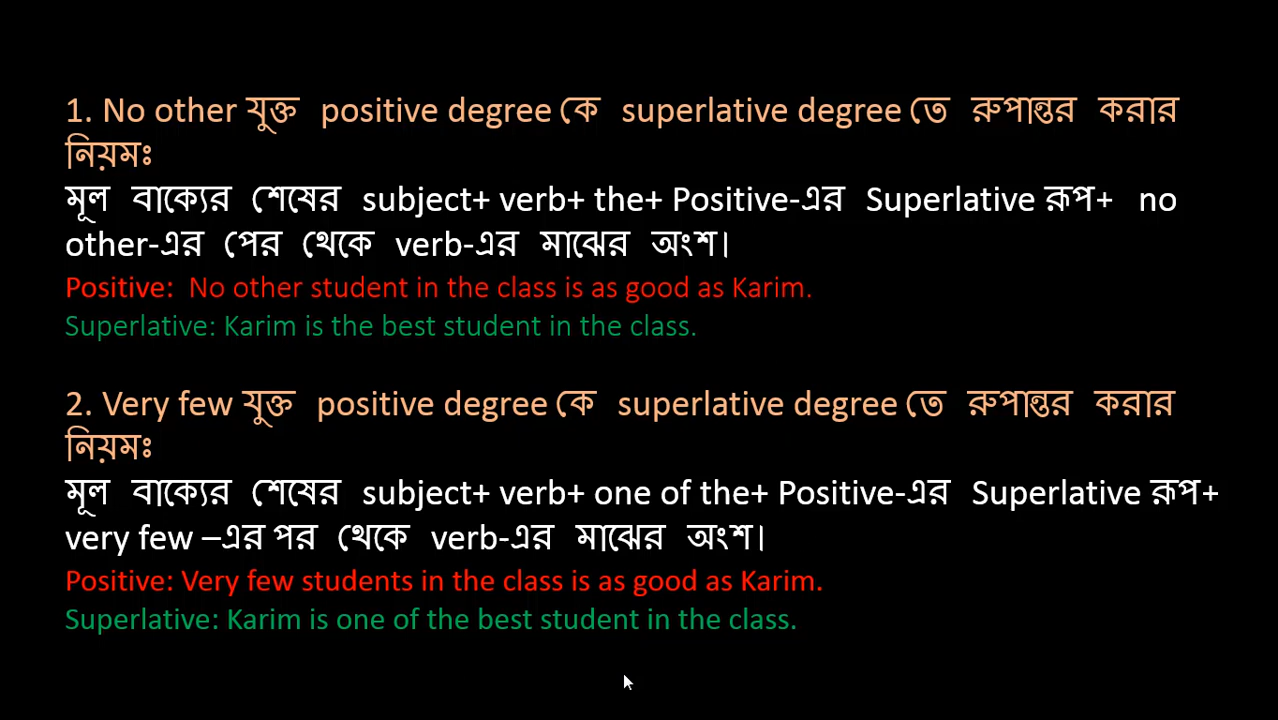 1. No other যুক্ত positive degree কে superlative degree তে রুপান্তর করার
নিয়মঃ
মূল বাক্যের শেষের subject+ verb+ the+ Positive-এর Superlative রূপ+ no
other-এর পের থেকে verb-এর মাঝের অংশ।
Positive: No other student in the class is as good as Karim.
Superlative: Karim is the best student in the class.
2. Very few যুক্ত positive degree কে superlative degree তে রুপান্তর করার
নিয়মঃ
মূল বাক্যের শেষের subject+ verb+ one of the+ Positive-এর Superlative রূপ+
very few –এর পর থেকে verb-এর মাঝের অংশ।
Positive: Very few students in the class is as good as Karim.
Superlative: Karim is one of the best student in the class.